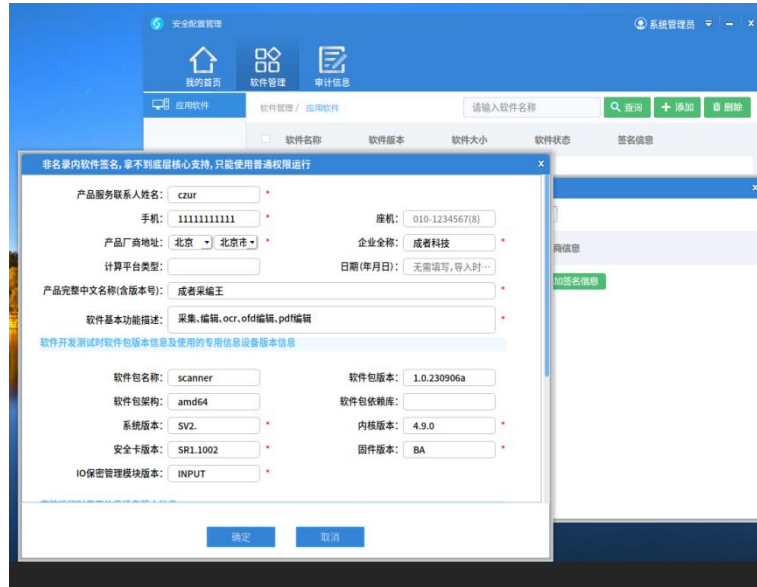 安全配置管理
系统管理员
我的首页 软件管理 审计信息
应用软件 软件管理 / 应用软件 请输入软件名称 查询 添加 删除
软件名称 软件版本 软件大小 软件状态 签名信息
非名录内软件签名,拿不到底层核心支持,只能使用普通权限运行 x
产品服务联系人姓名: czur *
手机: 11111111111 * 座机: 010-1234567(8)
产品厂商地址: 北京 北京市 * 企业全称: 成者科技 *
商信息
计算平台类型: 日期(年月日): 无需填写,导入时…
加签名信息
产品完整中文名称(含版本号): 成者采编王 *
软件基本功能描述: 采集、编辑、ocr、ofd编辑、pdf编辑 *
软件开发测试时软件包版本信息及使用的专用信息设备版本信息
软件包名称: scanner 软件包版本: 1.0.230906a
软件包架构: amd64 软件包依赖库:
系统版本: SV2. * 内核版本: 4.9.0 *
安全卡版本: SR1.1002 * 固件版本: BA *
IO保密管理模块版本: INPUT *
确定 取消